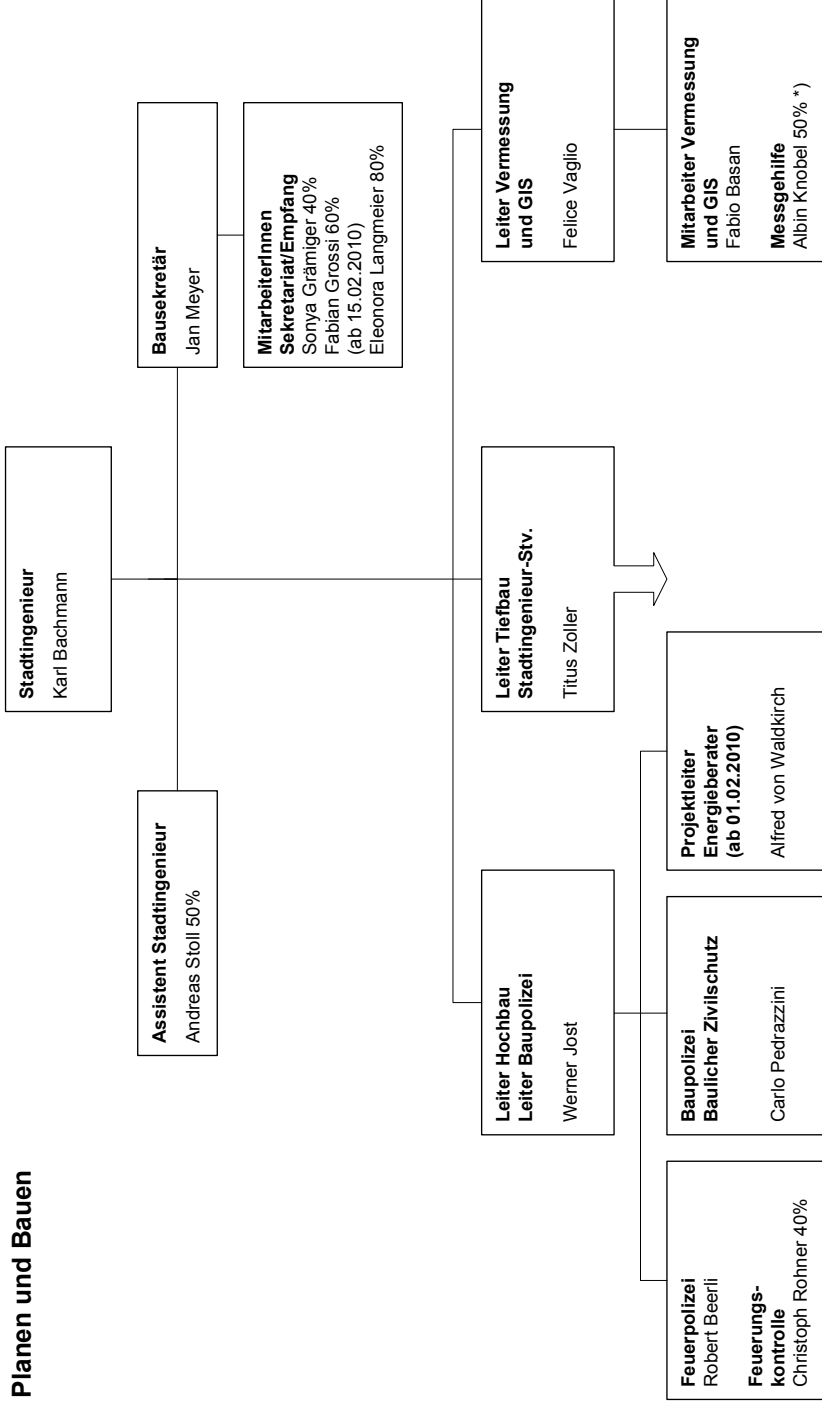 Planen und Bauen
Stadtingenieur
Karl Bachmann
Assistent Stadtingenieur
Andreas Stoll 50%
Bausekretär
Jan Meyer
MitarbeiterInnen
Sekretariat/Empfang
Sonya Grämiger 40%
Fabian Grossi 60%
(ab 15.02.2010)
Eleonora Langmeier 80%
Leiter Hochbau
Leiter Baupolizei
Werner Jost
Leiter Tiefbau
Stadtingenieur-Stv.
Titus Zoller
Leiter Vermessung
und GIS
Felice Vaglio
Feuerpolizei
Robert Beerli
Feuerungs-
kontrolle
Christoph Rohner 40%
Baupolizei
Baulicher Zivilschutz
Carlo Pedrazzini
Projektleiter
Energieberater
(ab 01.02.2010)
Alfred von Waldkirch
Mitarbeiter Vermessung
und GIS
Fabio Basan
Messgehilfe
Albin Knobel 50% *)